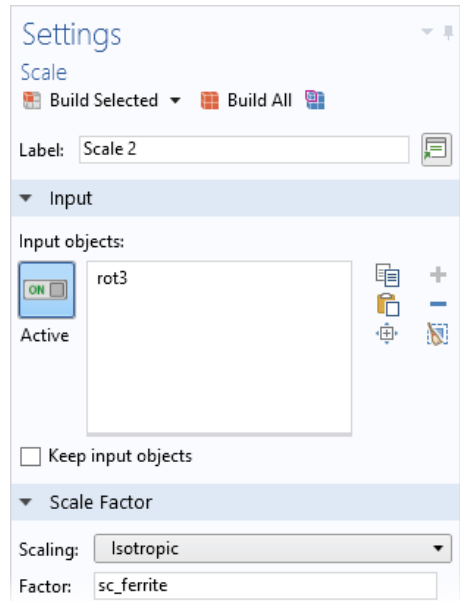 Settings
Scale
Build Selected Build All
Label: Scale 2
Input
Input objects:
ON
rot3
Active
Keep input objects
Scale Factor
Scaling: Isotropic
Factor: sc_ferrite